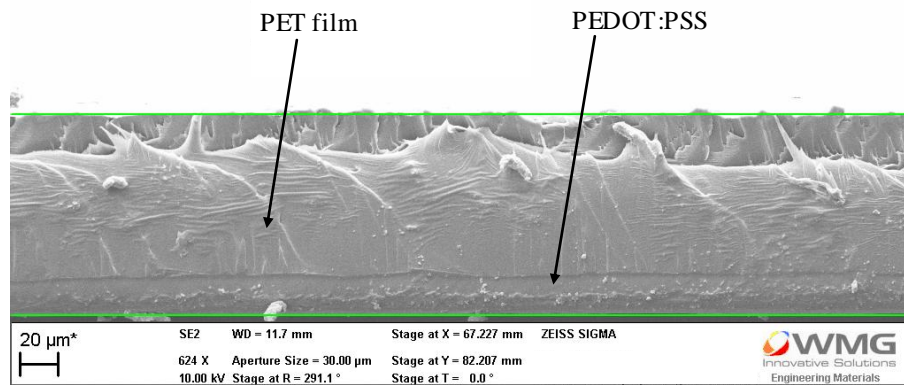 PET film
PEDOT:PSS
20 µm*
SE2 WD = 11.7 mm Stage at X = 67.227 mm ZEISS SIGMA
624 X Aperture Size = 30.00 µm Stage at Y = 82.207 mm
10.00 kV Stage at R = 291.1 ° Stage at T = 0.0 °
WMG
Innovative Solutions
Engineering Materials